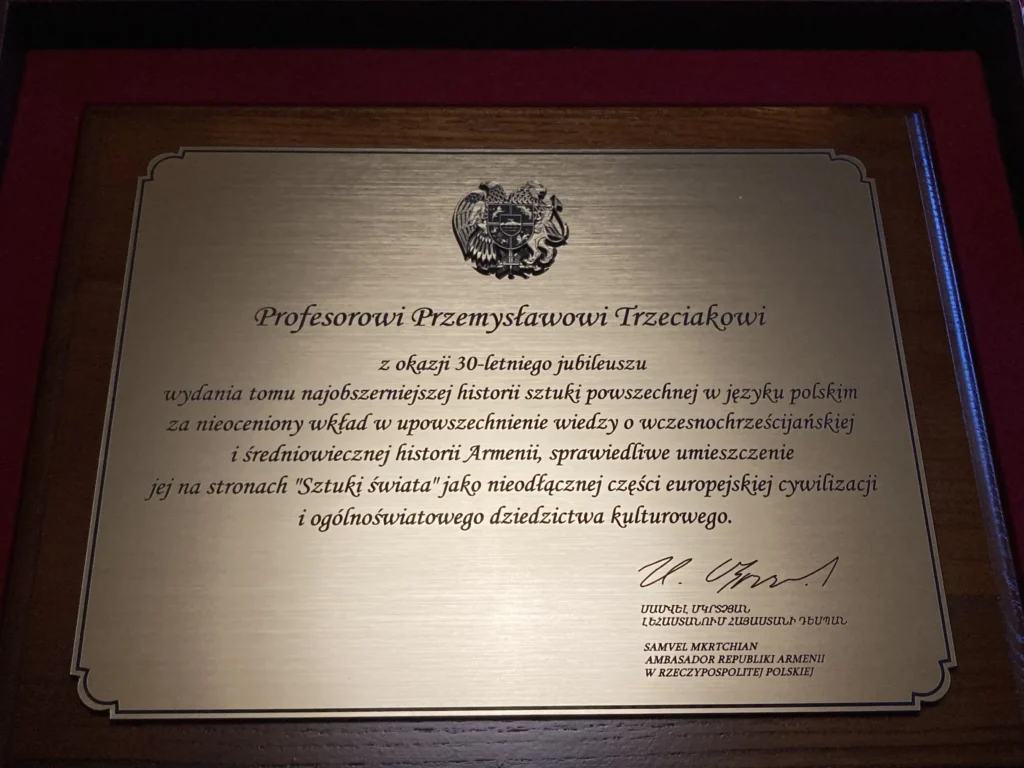 Profesorowi Przemysławowi Trzeciakowi
z okazji 30-letniego jubileuszu
wydania tomu najobszerniejszej historii sztuki powszechnej w języku polskim
za nieoceniony wkład w upowszechnienie wiedzy o wczesnochrześcijańskiej
i średniowiecznej historii Armenii, sprawiedliwe umieszczenie
jej na stronach "Sztuki świata" jako nieodłącznej części europejskiej cywilizacji
i ogólnoświatowego dziedzictwa kulturowego.
ՍԱՄՎԵԼ ՄԿՐՏՉՅԱՆ
ԼԵՀԱՍՏԱՆՈՒՄ ՀԱՅԱՍՏԱՆԻ ԴԵՍՊԱՆ
SAMVEL MKRTCHIAN
AMBASADOR REPUBLIKI ARMENII
W RZECZYPOSPOLITEJ POLSKIEJ